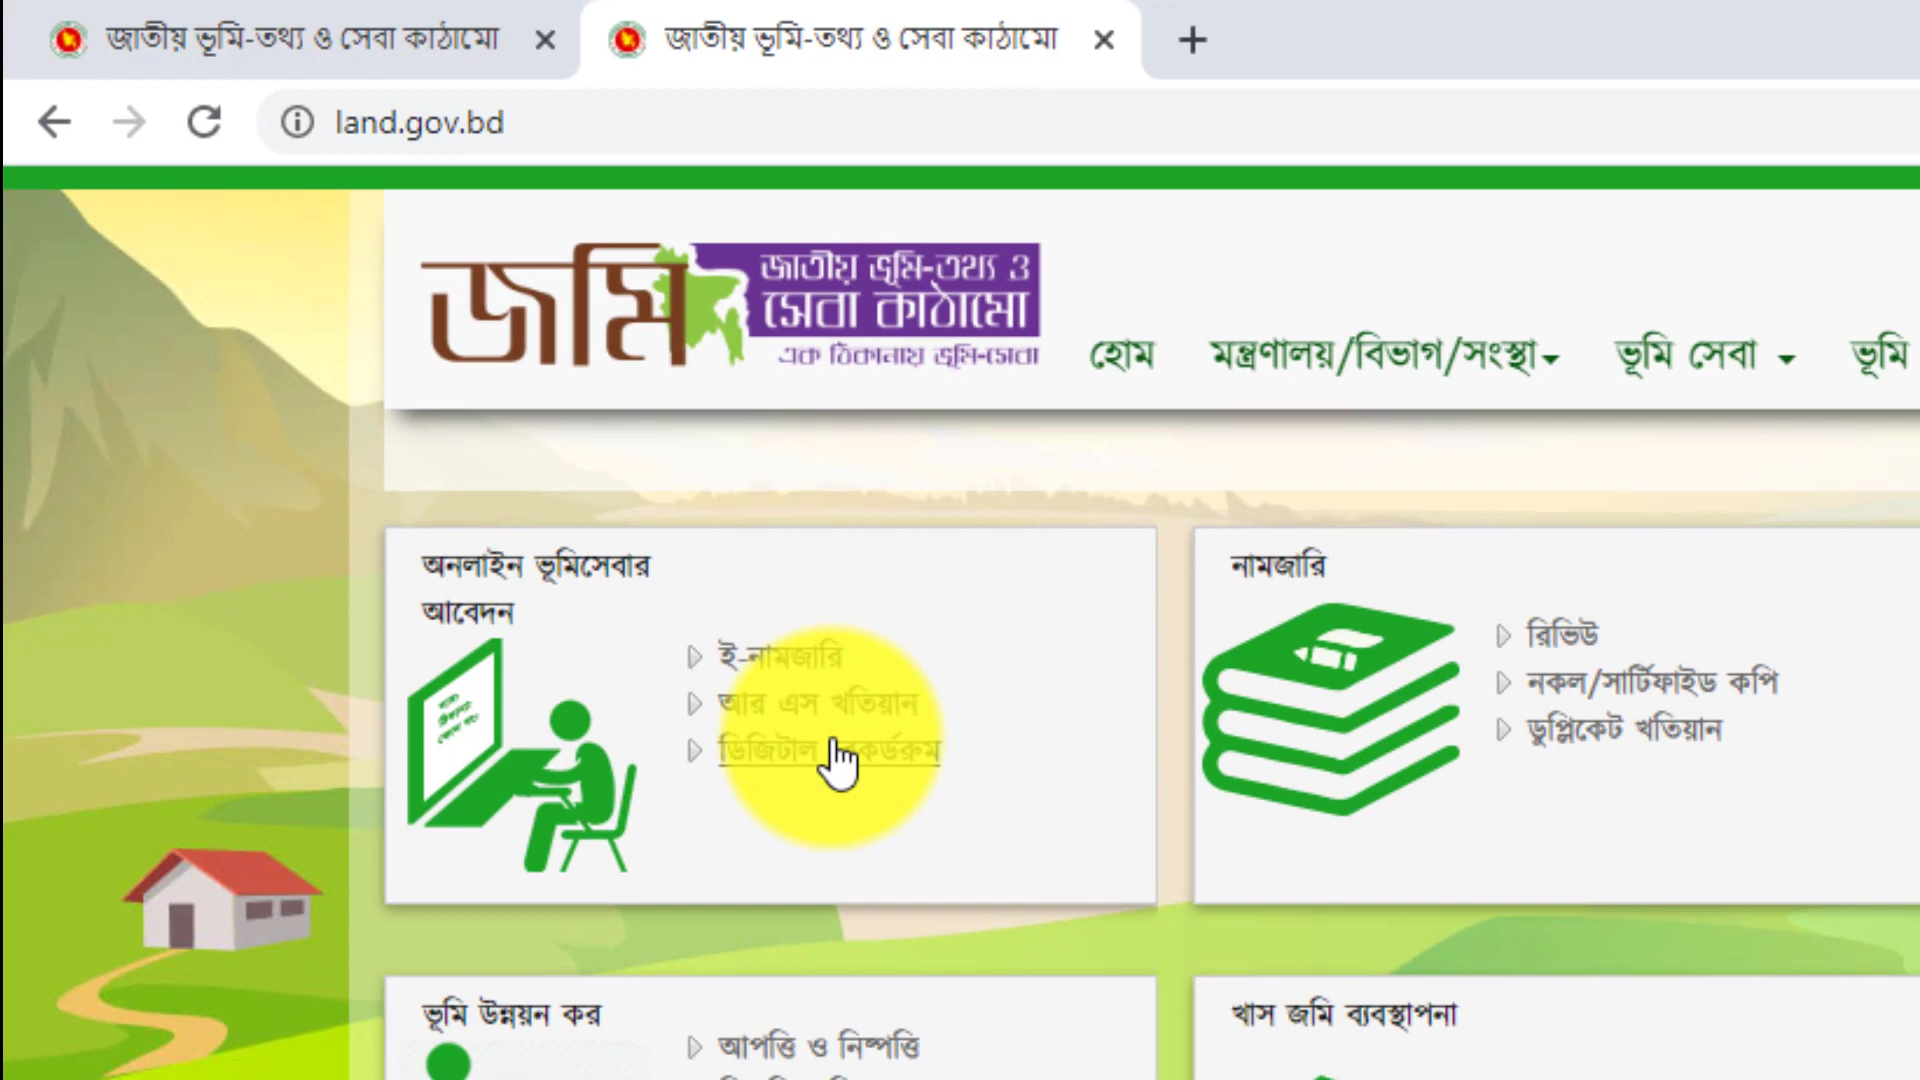 জাতীয় ভূমি-তথ্য ও সেবা কাঠামো
জাতীয় ভূমি-তথ্য ও সেবা কাঠামো
land.gov.bd
জমি
জাতীয় ভূমি-তথ্য ও
সেবা কাঠামো
এক ঠিকানায় ভূমি-সেবা
হোম মন্ত্রণালয়/বিভাগ/সংস্থা ভূমি সেবা ভূমি
অনলাইন ভূমিসেবার
আবেদন
ই-নামজারি
আর এস খতিয়ান
ডিজিটাল
নামজারি
রিভিউ
নকল/সার্টিফাইড কপি
ডুপ্লিকেট খতিয়ান
ভূমি উন্নয়ন কর
আপত্তি ও নিষ্পত্তি
খাস জমি ব্যবস্থাপনা